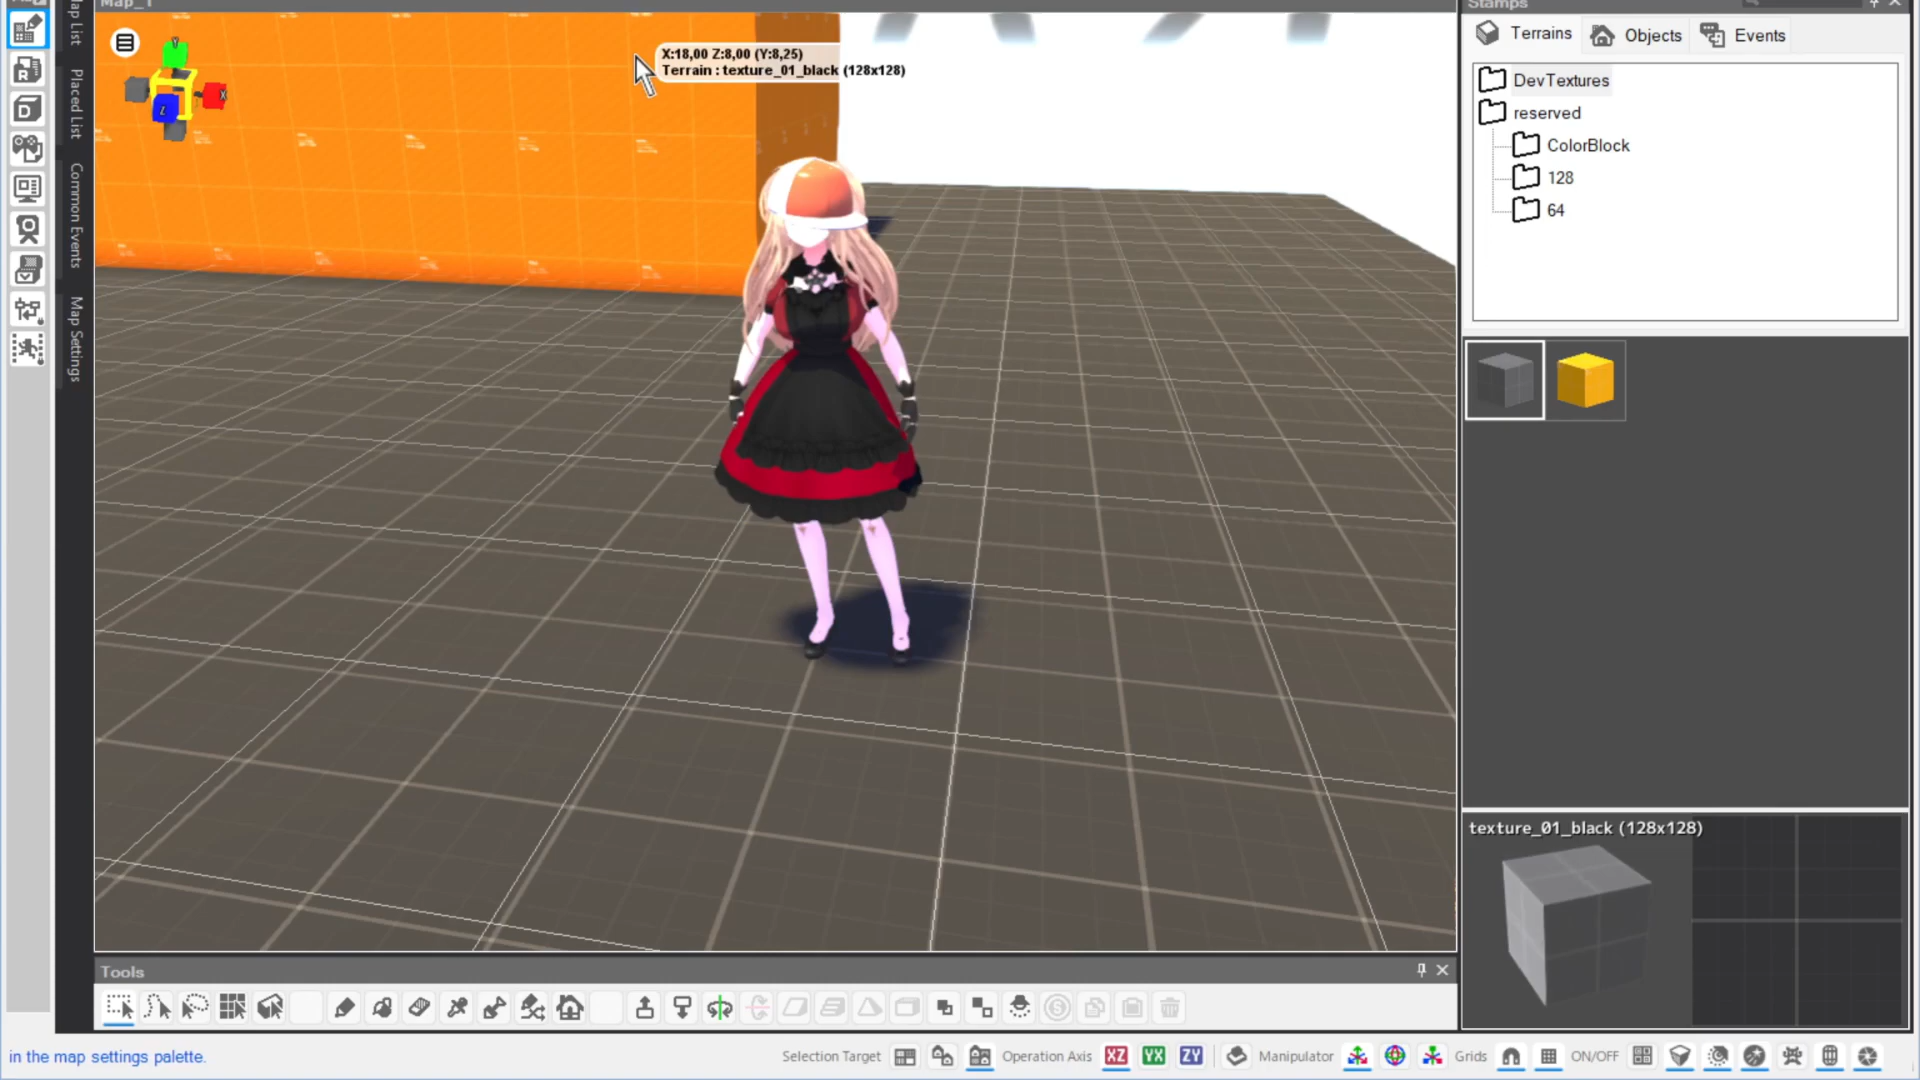 Map_1
Stamps
Map List
Placed List
Common Events
Map Settings
Y
X
Z
X:18,00 Z:8,00 (Y:8,25)
Terrain : texture_01_black (128x128)
Terrains
Objects
Events
DevTextures
reserved
ColorBlock
128
64
texture_01_black (128x128)
Tools
in the map settings palette.
Selection Target
Operation Axis
XZ
YX
ZY
Manipulator
Grids
ON/OFF